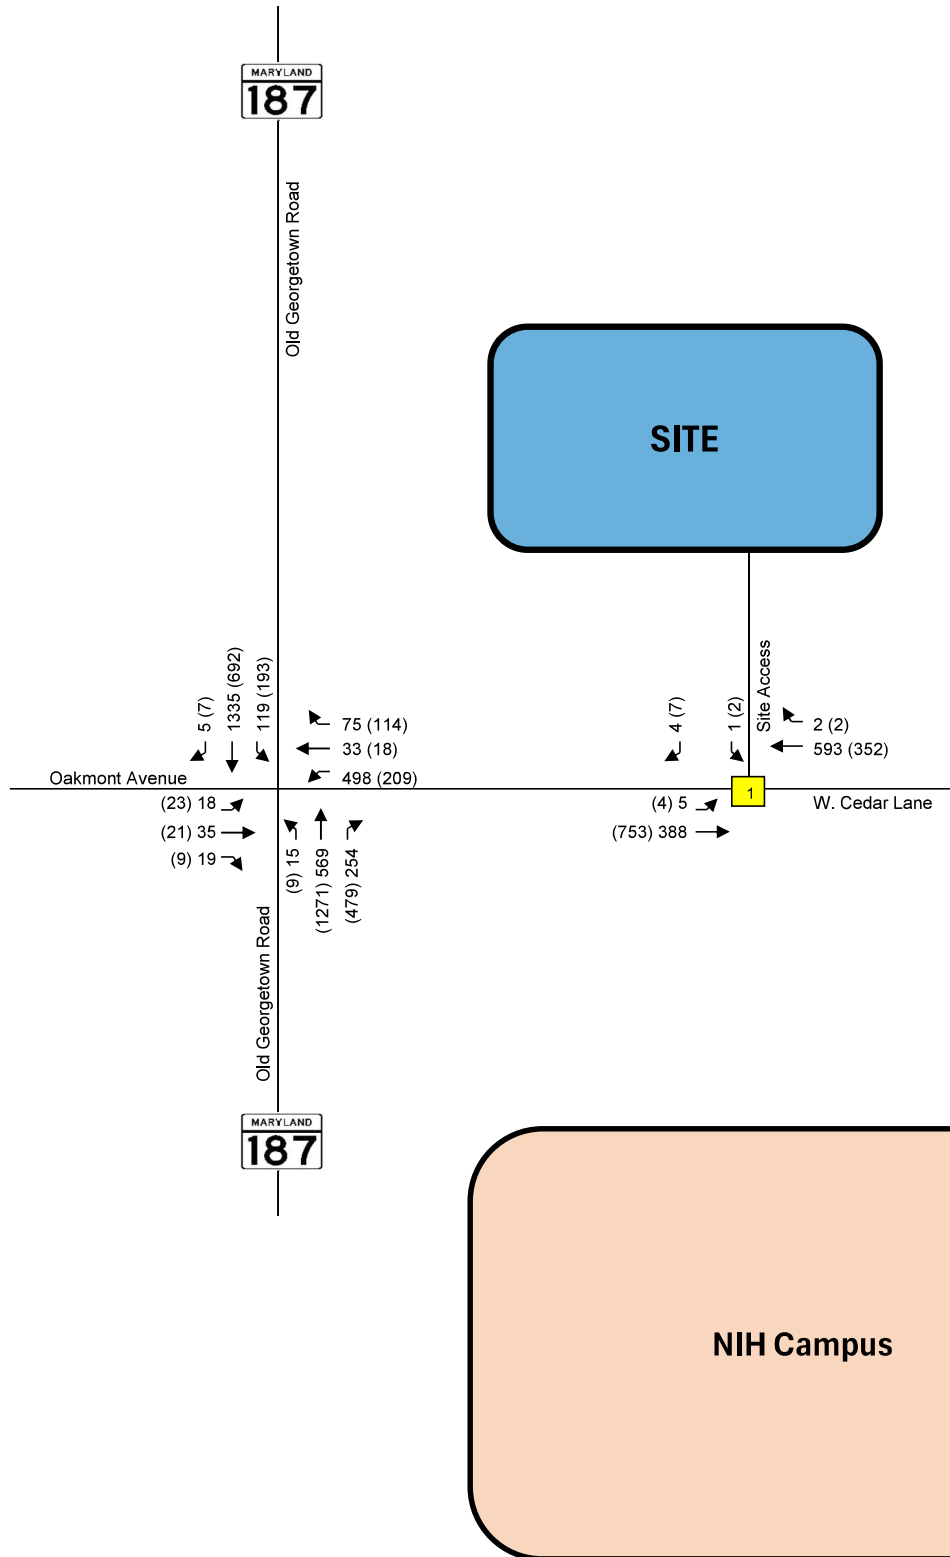 MARYLAND
187
Old Georgetown Road
SITE
5 (7)
1335 (692)
119 (193)
75 (114)
33 (18)
498 (209)
4 (7)
1 (2)
Site Access
2 (2)
593 (352)
Oakmont Avenue
(23) 18
(21) 35
(9) 19
(9) 15
(1271) 569
(479) 254
(4) 5
(753) 388
1
W. Cedar Lane
Old Georgetown Road
MARYLAND
187
NIH Campus